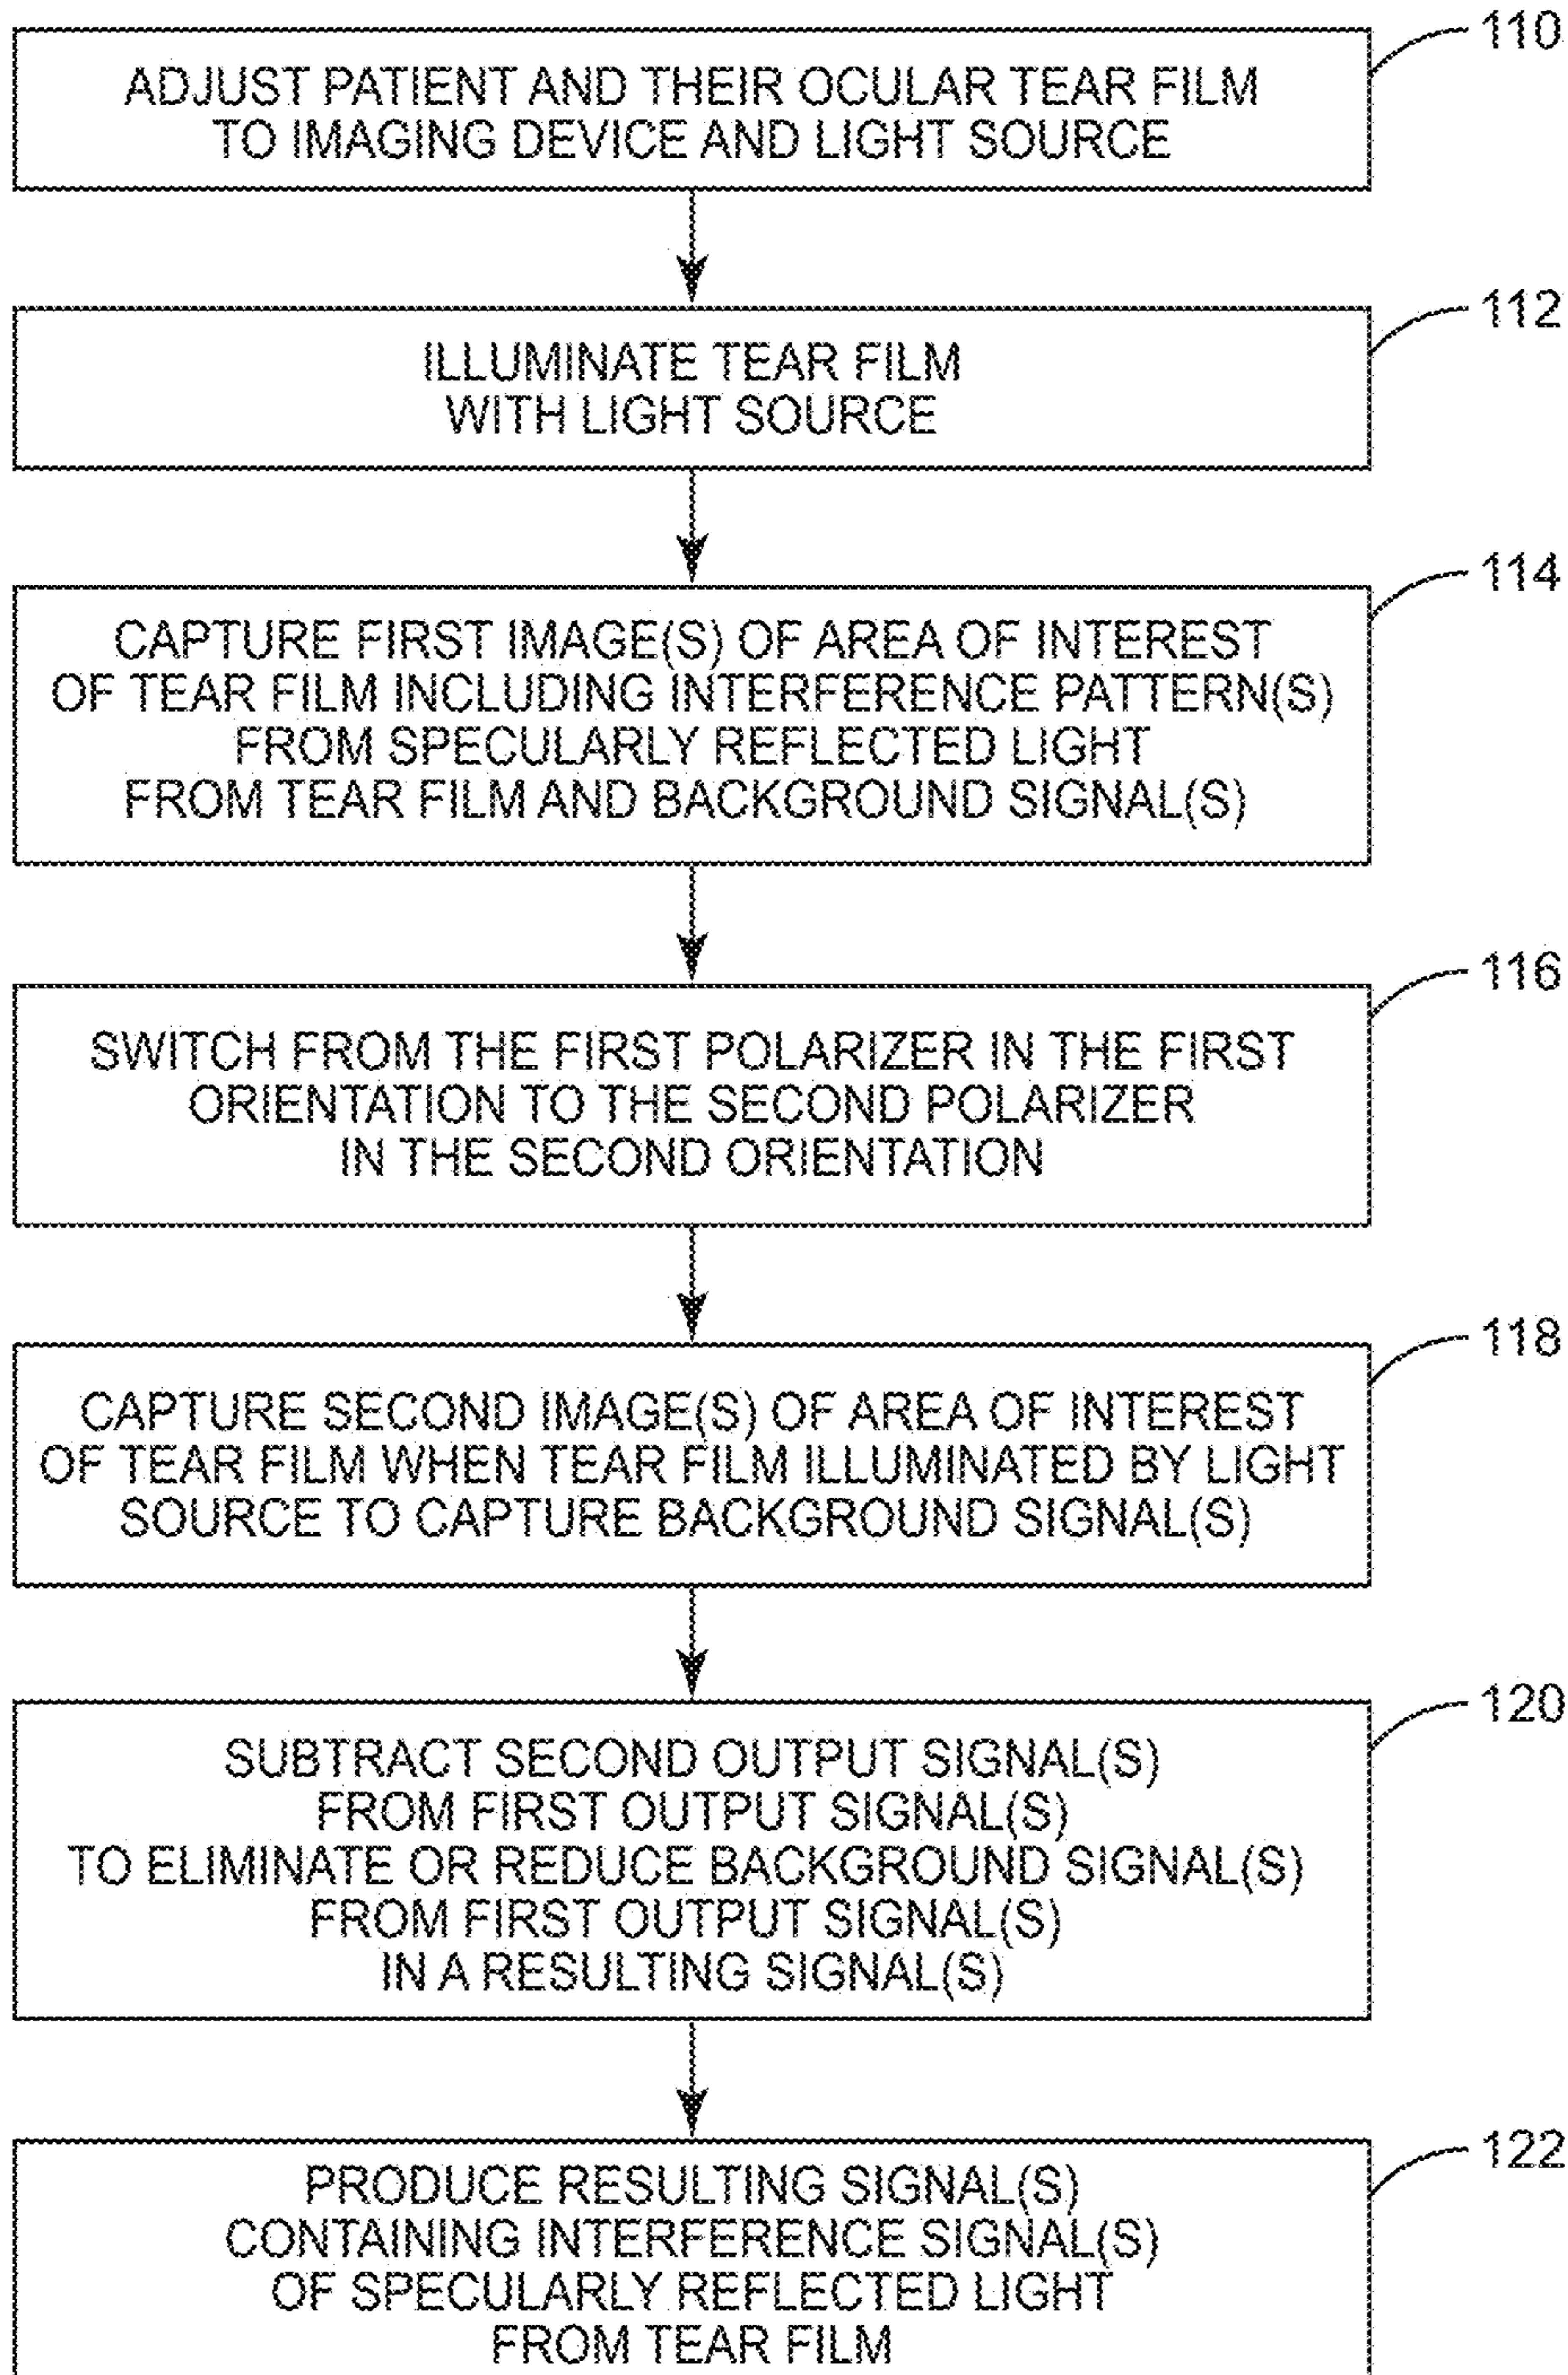 110
ADJUST PATIENT AND THEIR OCULAR TEAR FILM
TO IMAGING DEVICE AND LIGHT SOURCE
112
ILLUMINATE TEAR FILM
WITH LIGHT SOURCE
114
CAPTURE FIRST IMAGE(S) OF AREA OF INTEREST
OF TEAR FILM INCLUDING INTERFERENCE PATTERN(S)
FROM SPECULARLY REFLECTED LIGHT
FROM TEAR FILM AND BACKGROUND SIGNAL(S)
116
SWITCH FROM THE FIRST POLARIZER IN THE FIRST
ORIENTATION TO THE SECOND POLARIZER
IN THE SECOND ORIENTATION
118
CAPTURE SECOND IMAGE(S) OF AREA OF INTEREST
OF TEAR FILM WHEN TEAR FILM ILLUMINATED BY LIGHT
SOURCE TO CAPTURE BACKGROUND SIGNAL(S)
120
SUBTRACT SECOND OUTPUT SIGNAL(S)
FROM FIRST OUTPUT SIGNAL(S)
TO ELIMINATE OR REDUCE BACKGROUND SIGNAL(S)
FROM FIRST OUTPUT SIGNAL(S)
IN A RESULTING SIGNAL(S)
122
PRODUCE RESULTING SIGNAL(S)
CONTAINING INTERFERENCE SIGNAL(S)
OF SPECULARLY REFLECTED LIGHT
FROM TEAR FILM